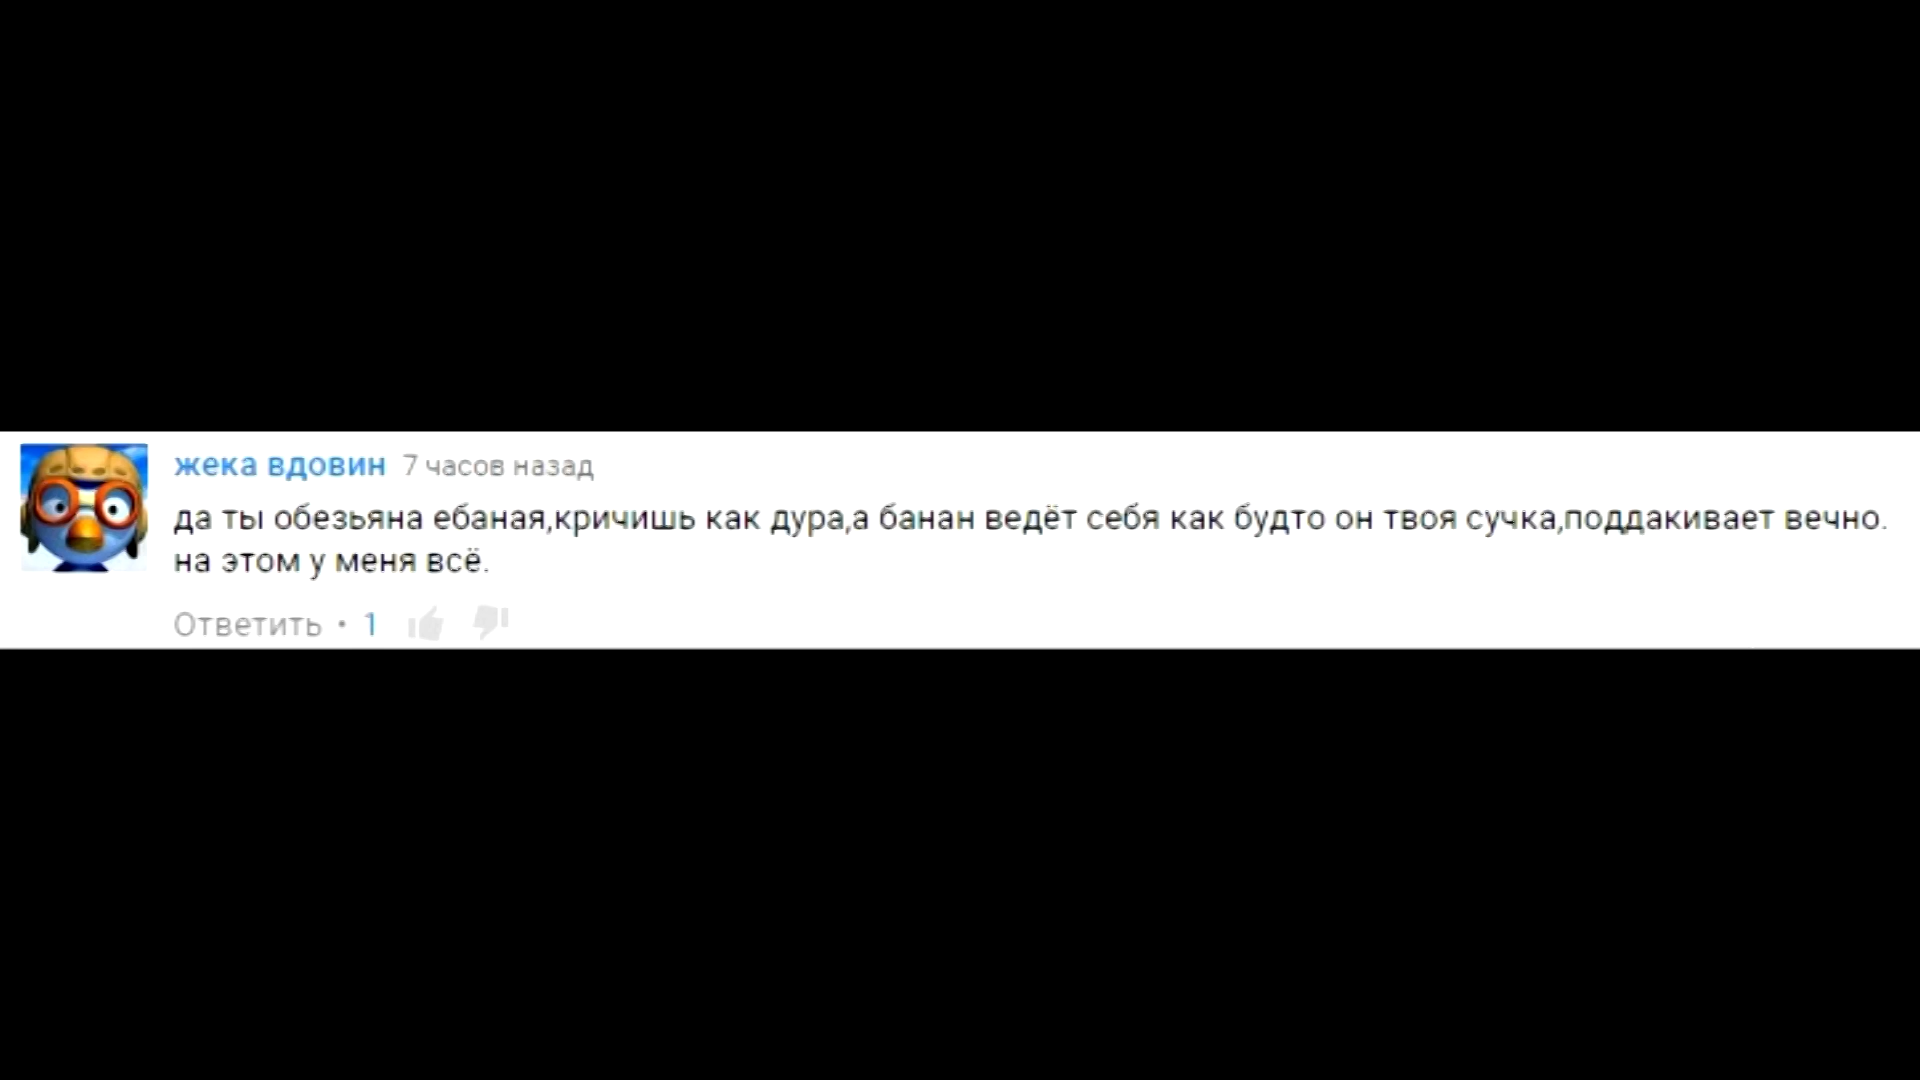 жека вдовин 7 часов назад
да ты обезьяна ебаная,кричишь как дура,а банан ведёт себя как будто он твоя сучка,поддакивает вечно.
на этом у меня всё.
Ответить • 1